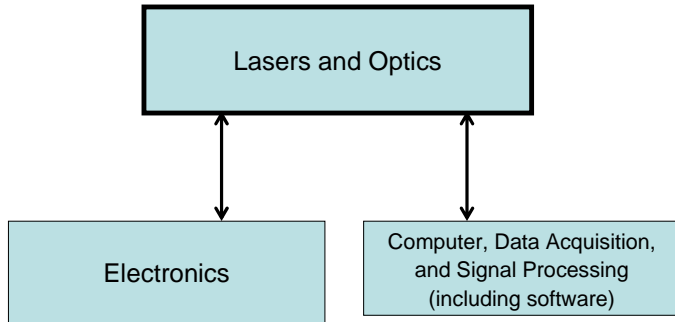 Lasers and Optics
Electronics
Computer, Data Acquisition,
and Signal Processing
(including software)